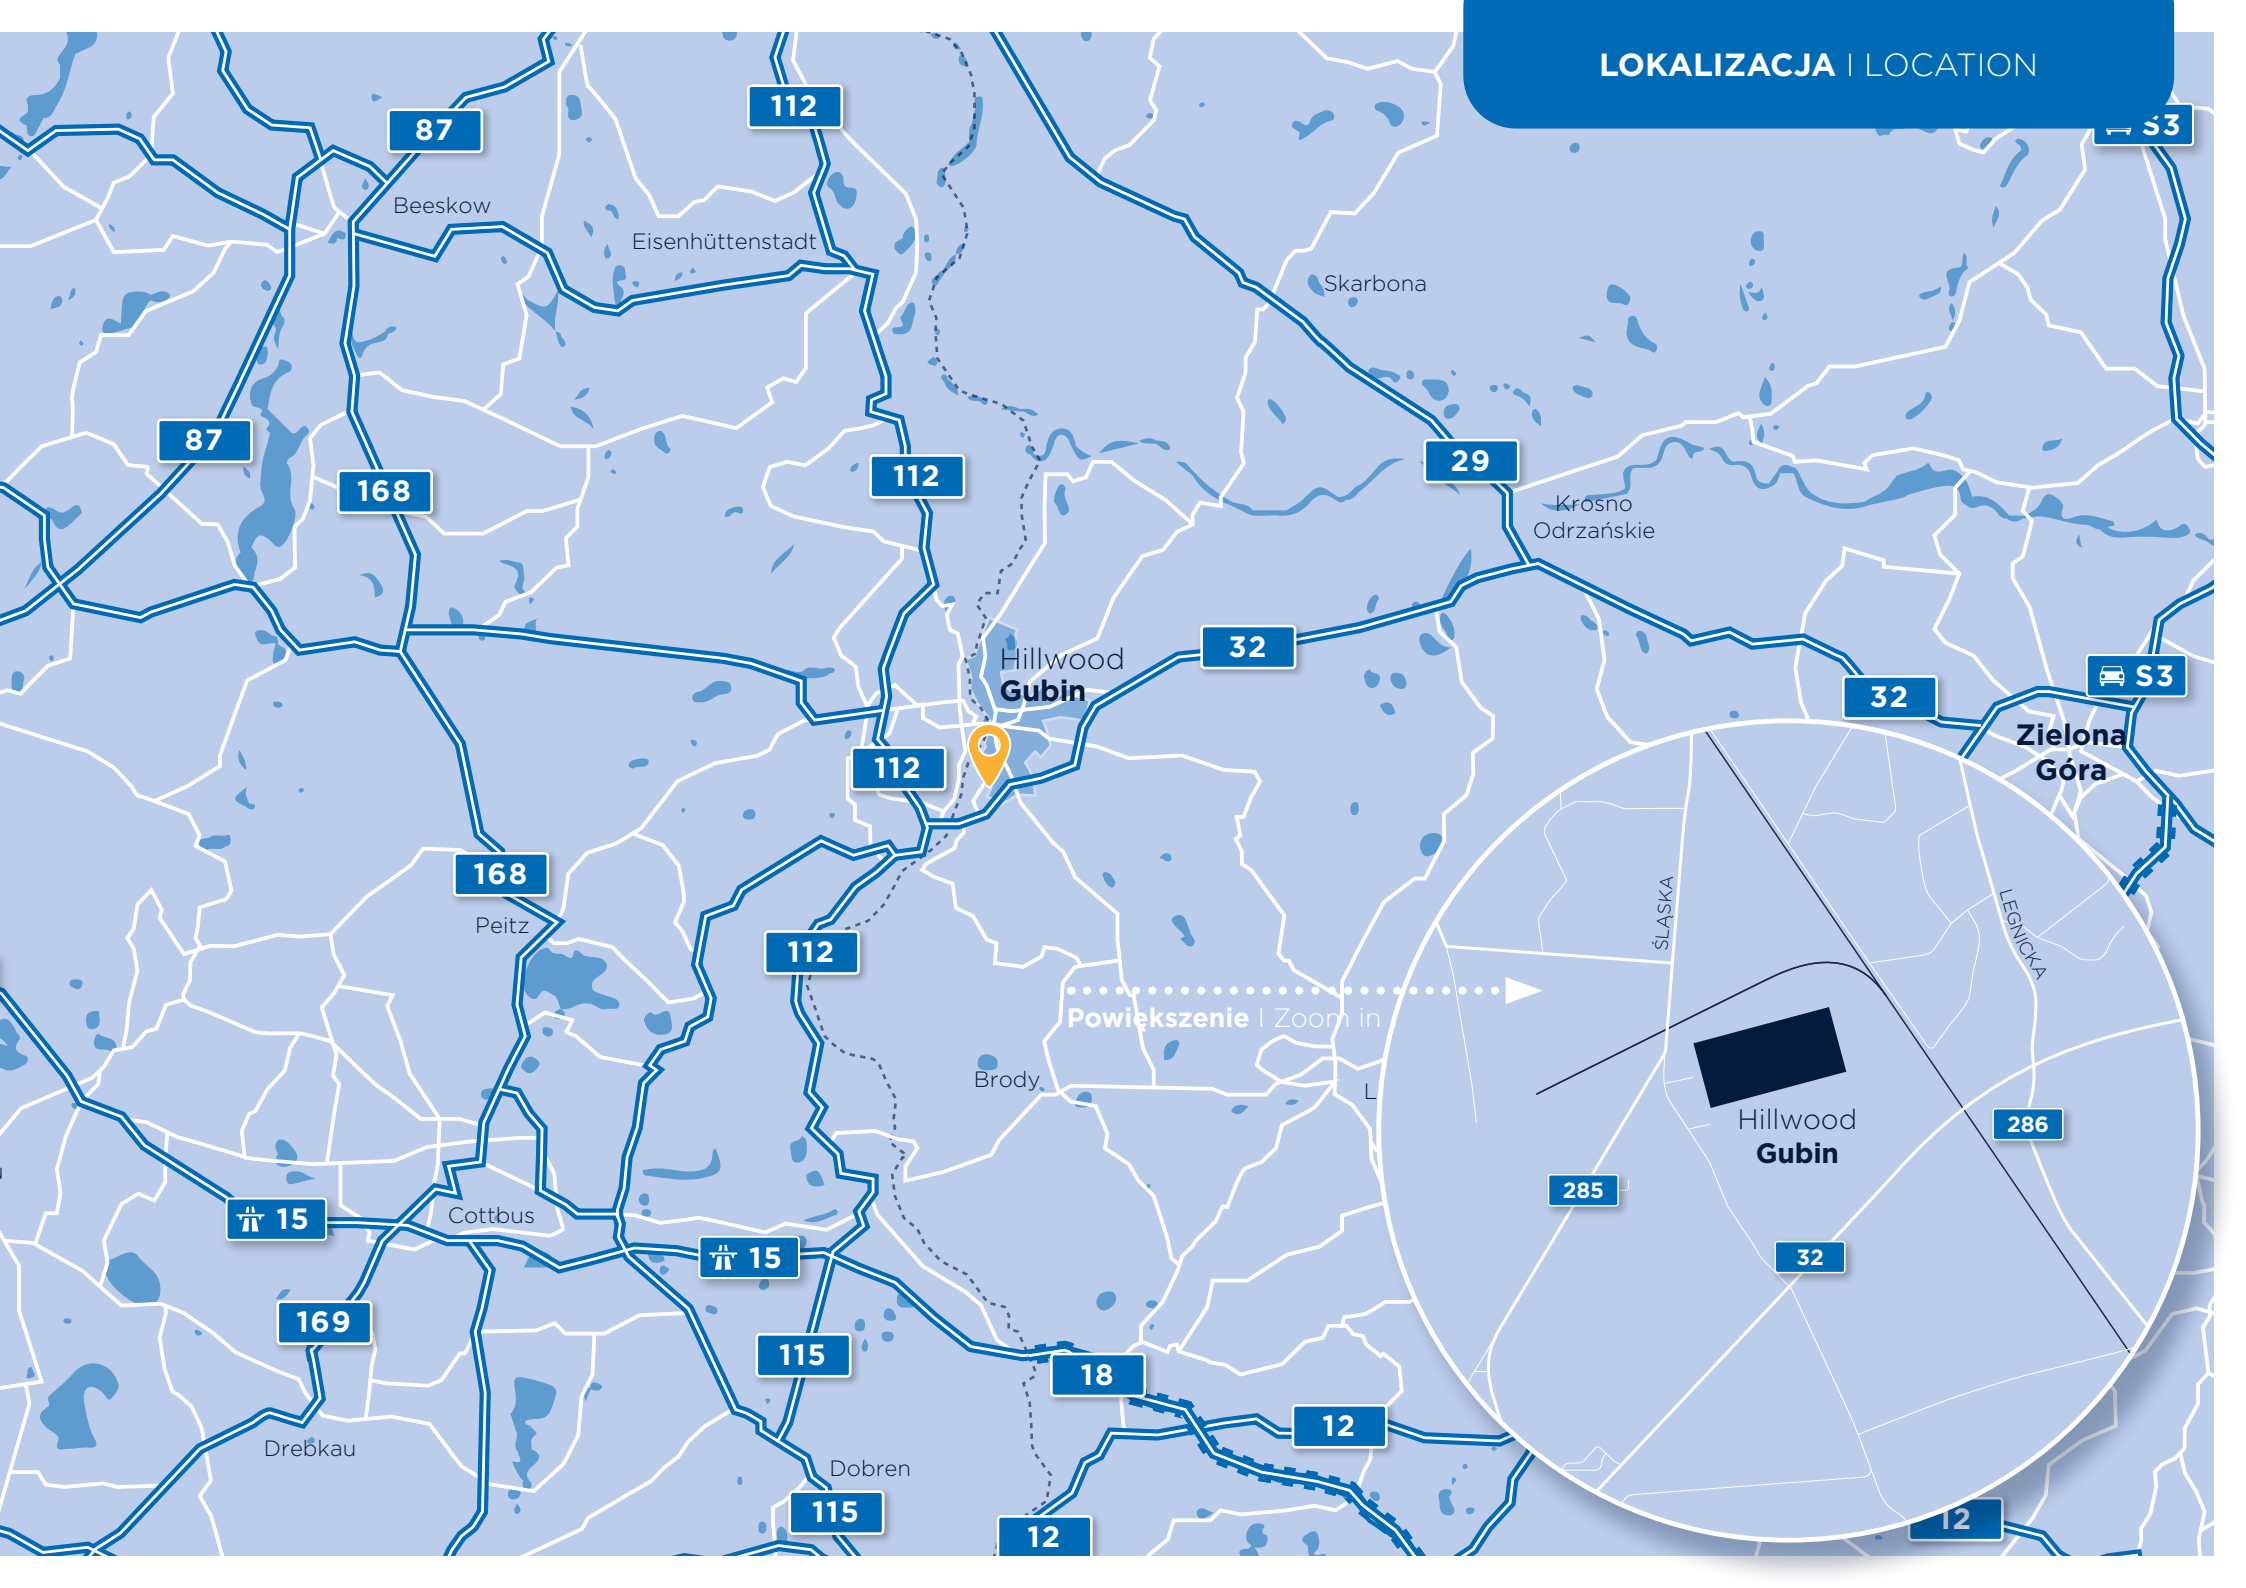 LOKALIZACJA | LOCATION
S3
112
87
Beeskow
Eisenhüttenstadt
Skarbona
87
29
112
168
Krosno
Odrzańskie
32
Hillwood
Gubin
S3
32
Zielona
Góra
112
168
Peitz
112
ŚLĄSKA
LEGNICKA
Powiększenie | Zoom in
Brody
L
Hillwood
Gubin
286
285
15
Cottbus
15
32
169
115
18
12
Drebkau
Dobren
115
12
12